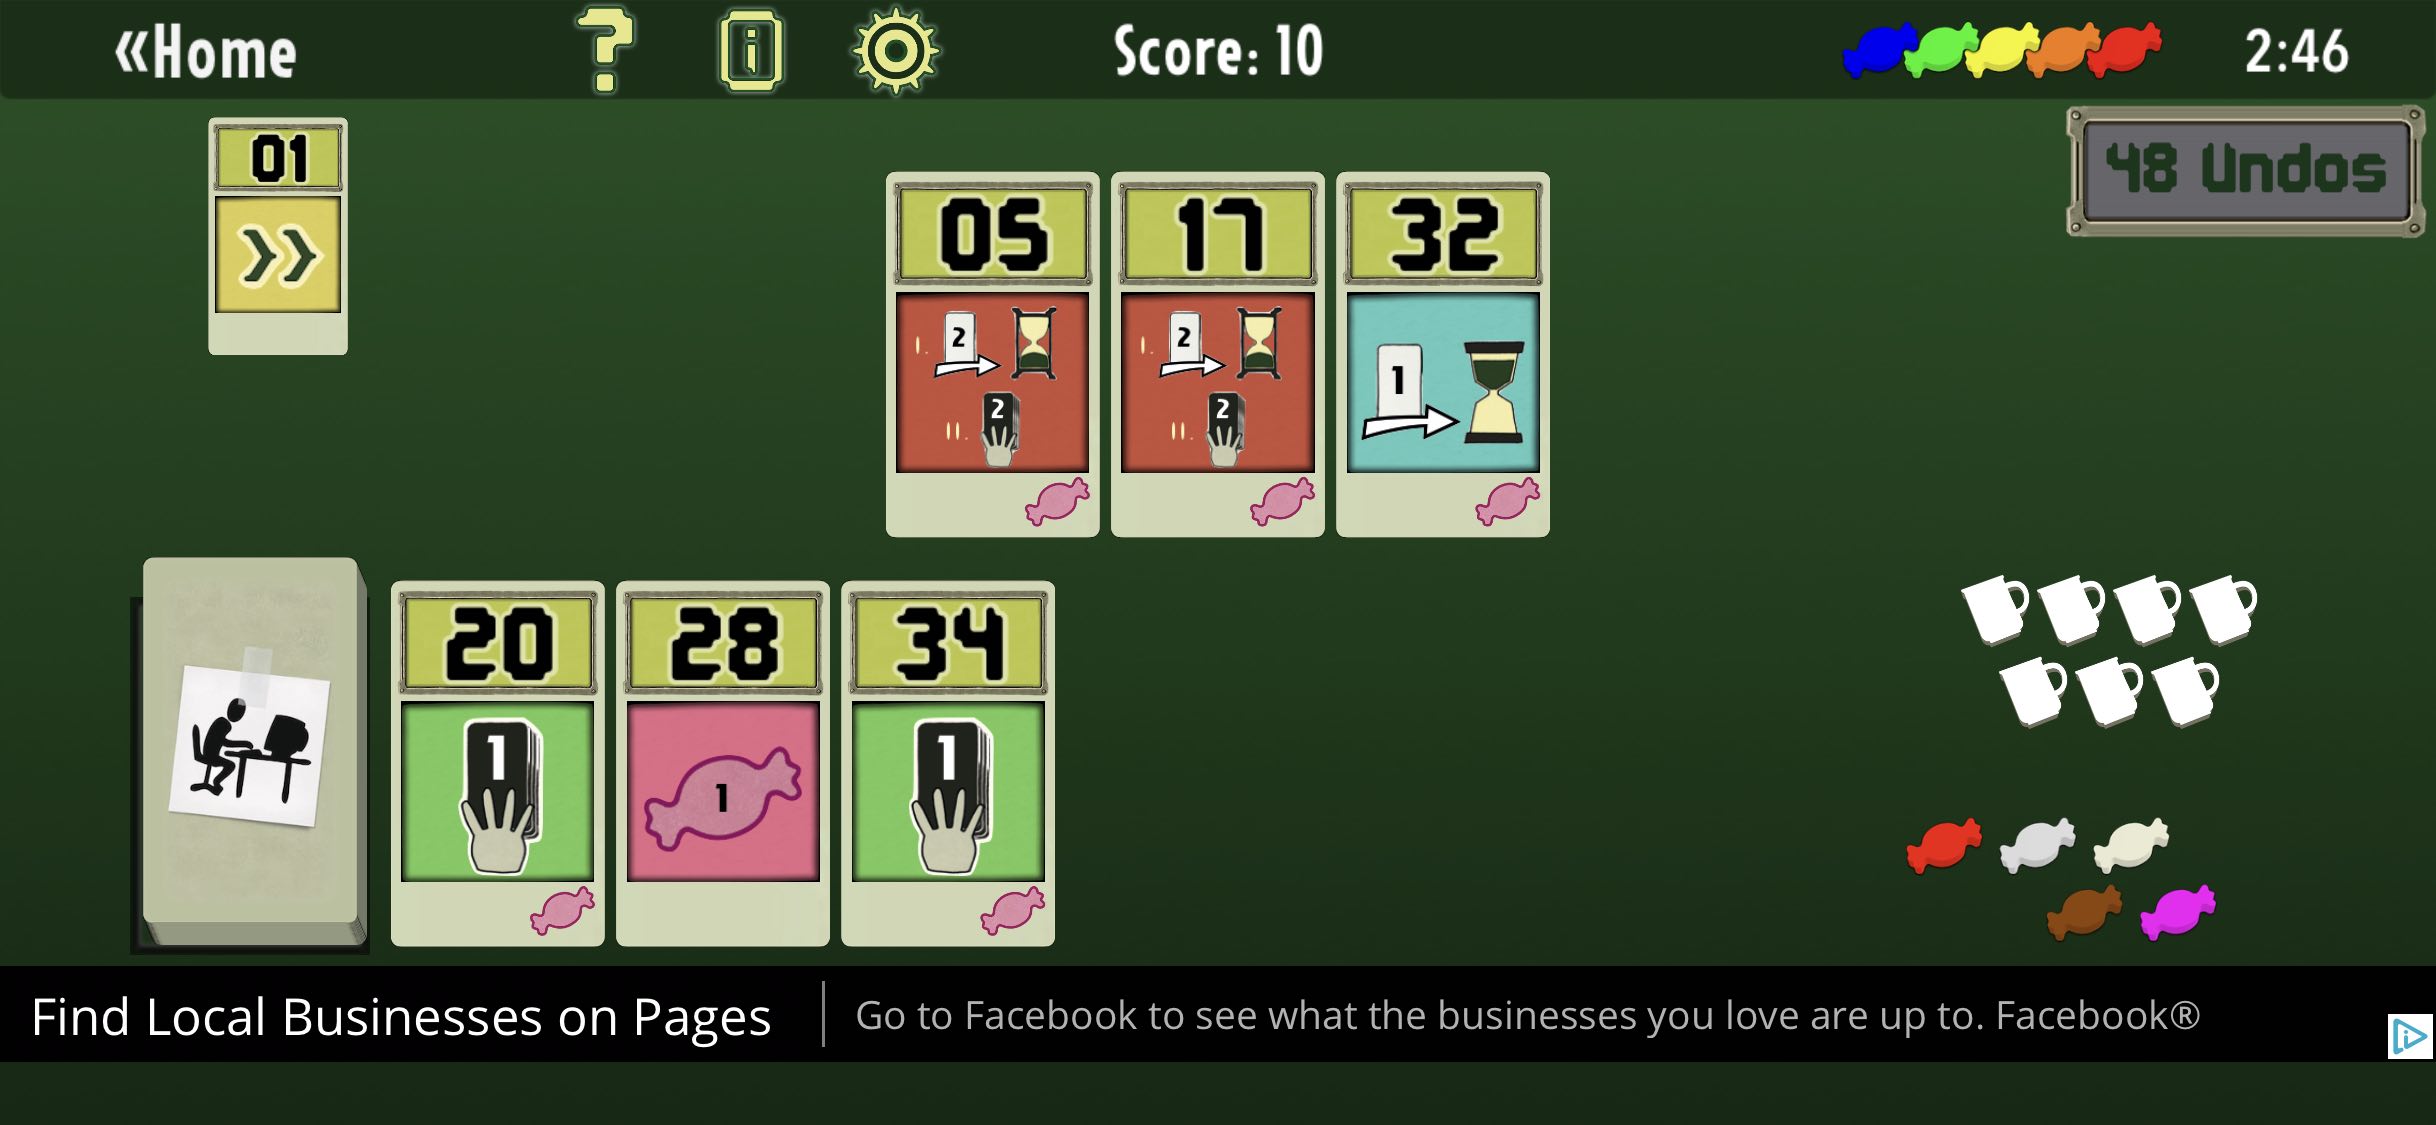 «Home
?
i
Score: 10
2:46
48 Undos
01
05
17
32
I. 2
II. 2
I. 2
II. 2
1
20
28
34
1
1
1
Find Local Businesses on Pages
Go to Facebook to see what the businesses you love are up to. Facebook®